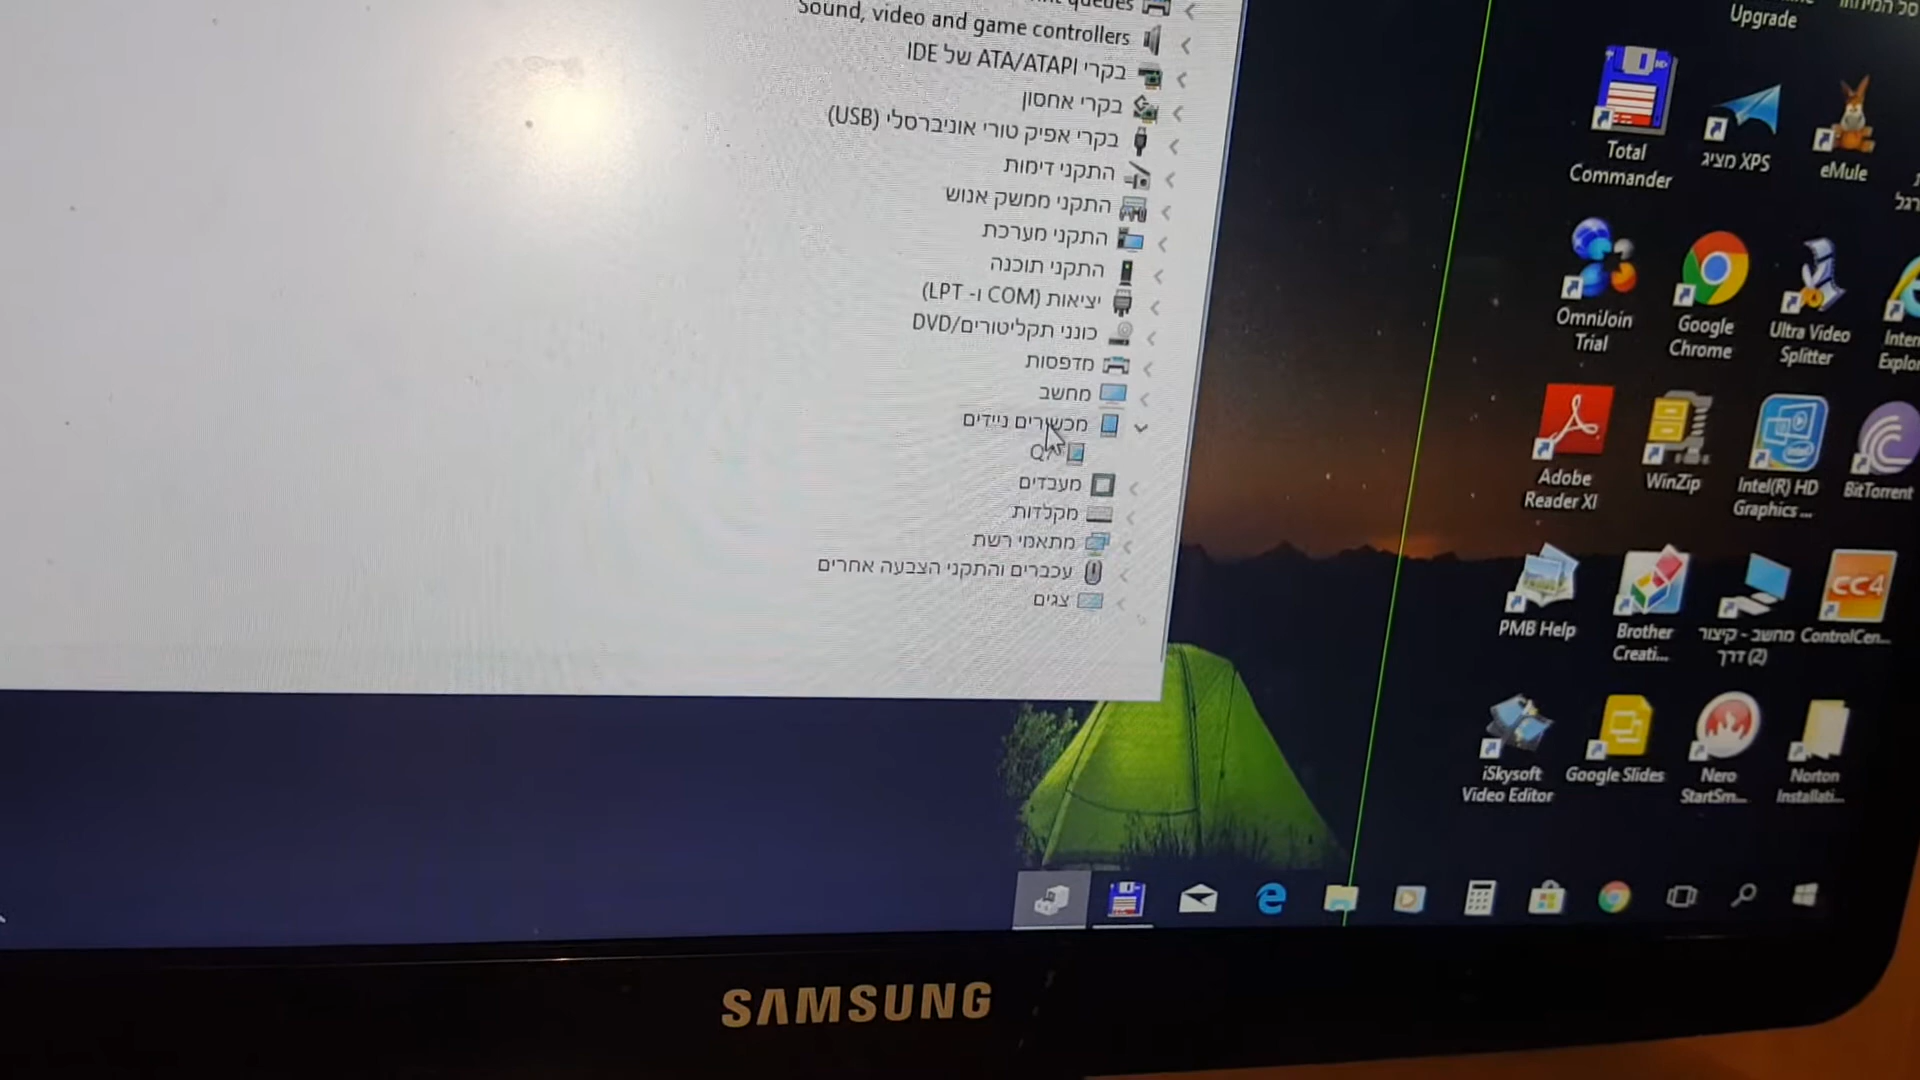 queues
Sound, video and game controllers
בקרי ATA/ATAPI של IDE
בקרי אחסון
בקרי אפיק טורי אוניברסלי (USB)
התקני דימות
התקני ממשק אנוש
התקני מערכת
התקני תוכנה
יציאות (COM ו- LPT)
כונני תקליטורים/DVD
מדפסות
מחשב
מכשירים ניידים
מעבדים
מקלדות
מתאמי רשת
עכברים והתקני הצבעה אחרים
צגים
Upgrade
Total
Commander
מציג XPS
eMule
OmniJoin
Trial
Google
Chrome
Ultra Video
Splitter
Adobe
Reader XI
WinZip
Intel(R) HD
Graphics ...
BitTorrent
PMB Help
Brother
Creati...
מחשב - קיצור
דרך (2)
ControlCen...
CC4
iSkysoft
Video Editor
Google Slides
Nero
StartSm...
Norton
Installati...
SAMSUNG